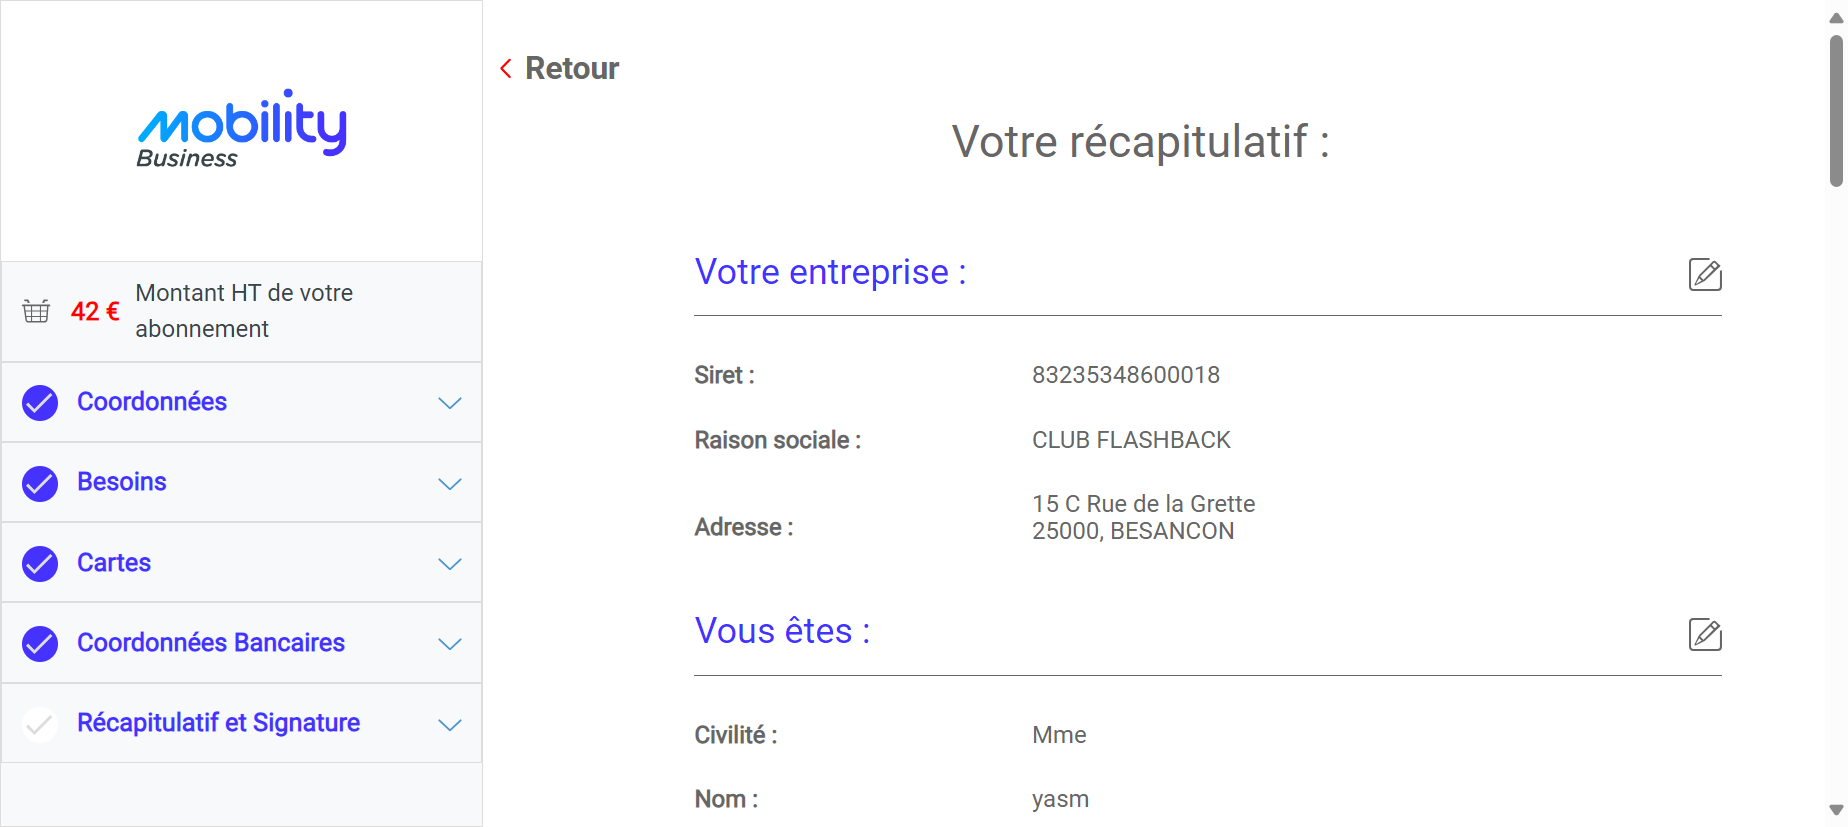 mobility
Business
42 €
Montant HT de votre
abonnement
Coordonnées
Besoins
Cartes
Coordonnées Bancaires
Récapitulatif et Signature
Retour
Votre récapitulatif :
Votre entreprise :
Siret : 83235348600018
Raison sociale : CLUB FLASHBACK
Adresse : 15 C Rue de la Grette
25000, BESANCON
Vous êtes :
Civilité : Mme
Nom : yasm